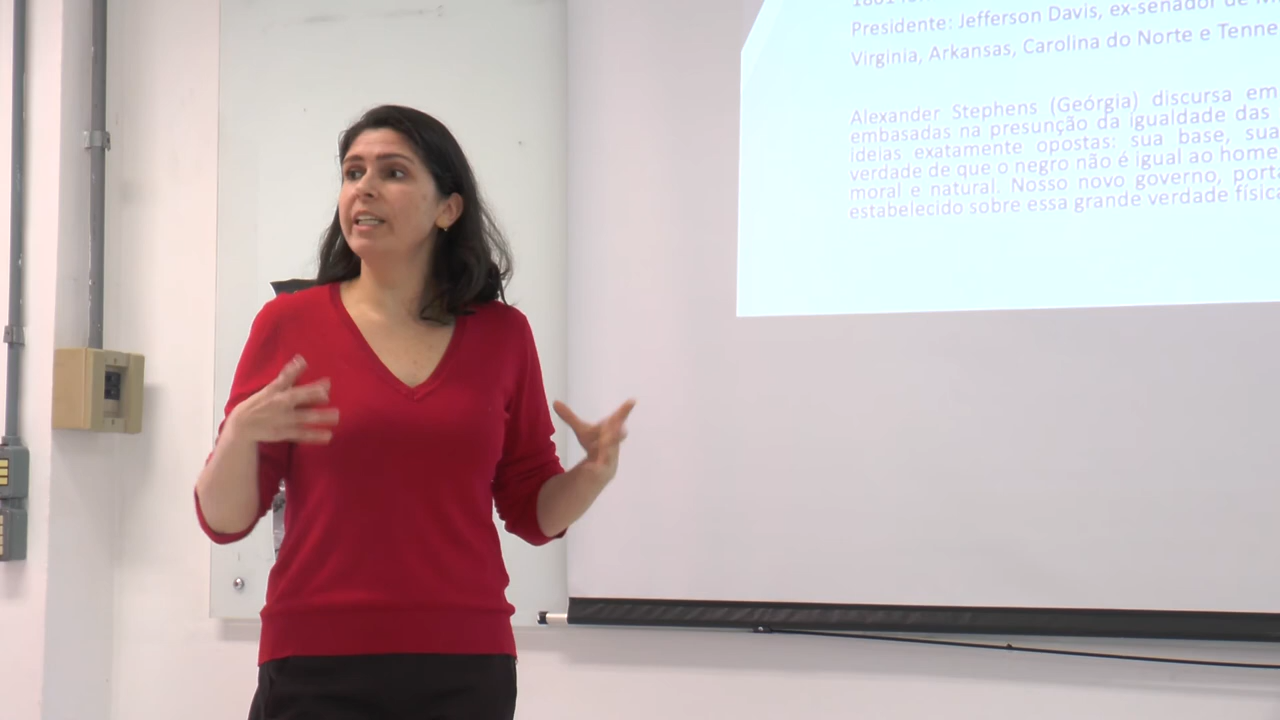 Presidente: Jefferson Davis, ex-senador de
Virginia, Arkansas, Carolina do Norte e Tenne
Alexander Stephens (Geórgia) discursa em
embasadas na presunção da igualdade das
ideias exatamente opostas: sua base, sua
verdade de que o negro não é igual ao home
moral e natural. Nosso novo governo, porta
estabelecido sobre essa grande verdade física